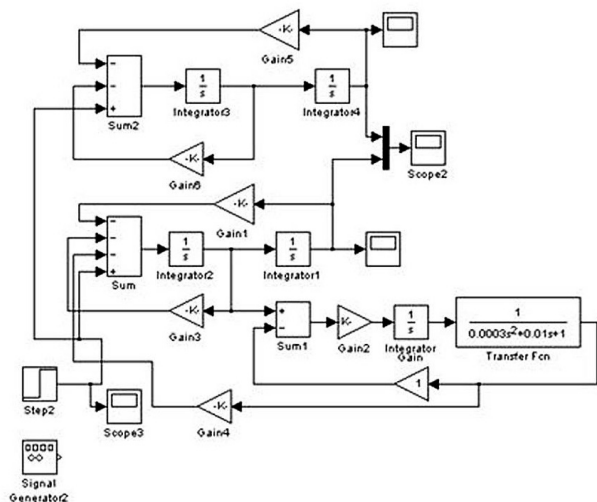 -K-
Gain5
−
−
+
Sum2
1
s
Integrator3
1
s
Integrator4
-K-
Gain6
Scope2
-K-
Gain1
−
−
−
+
Sum
1
s
Integrator2
1
s
Integrator1
-K-
Gain3
+
−
Sum1
K-
Gain2
1
s
Integrator
Gain
1
0.0003s²+0.01s+1
Transfer Fcn
1
Step2
Scope3
-K-
Gain4
Signal
Generator2